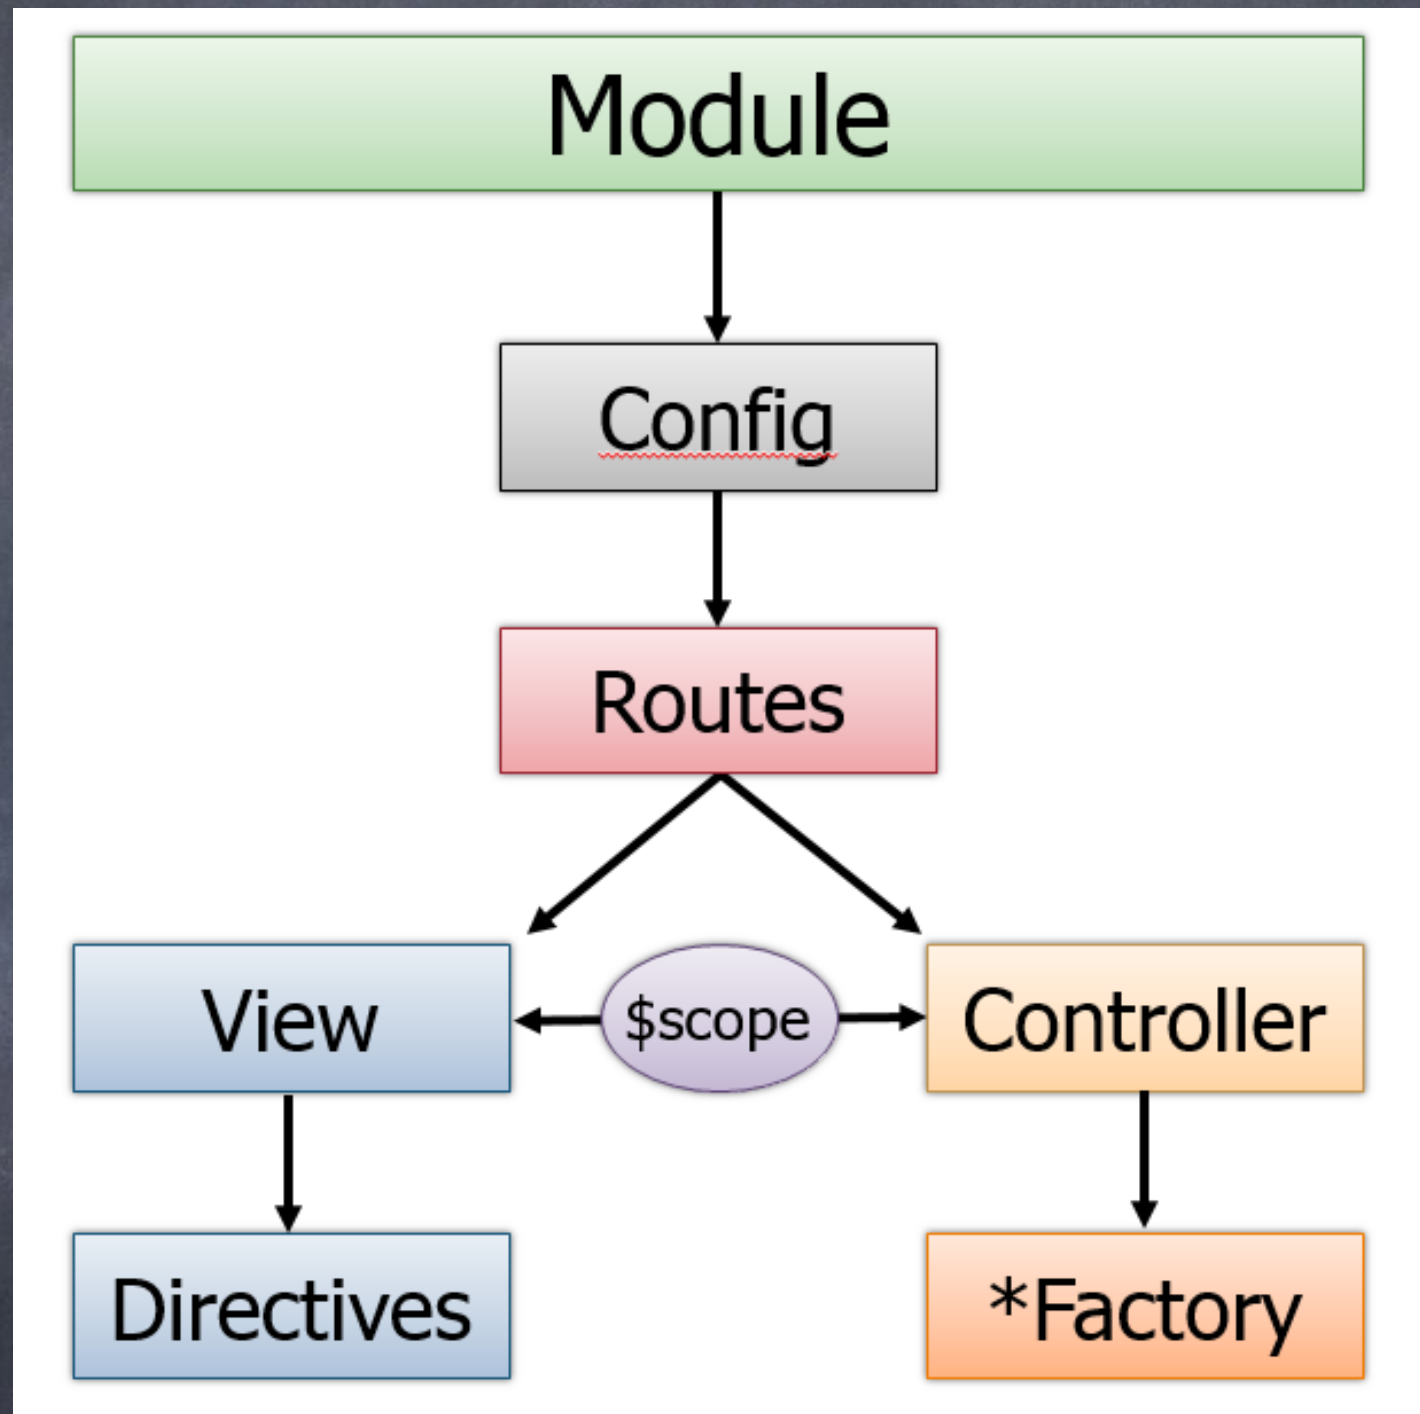 Module
Config
Routes
View
$scope
Controller
Directives
*Factory